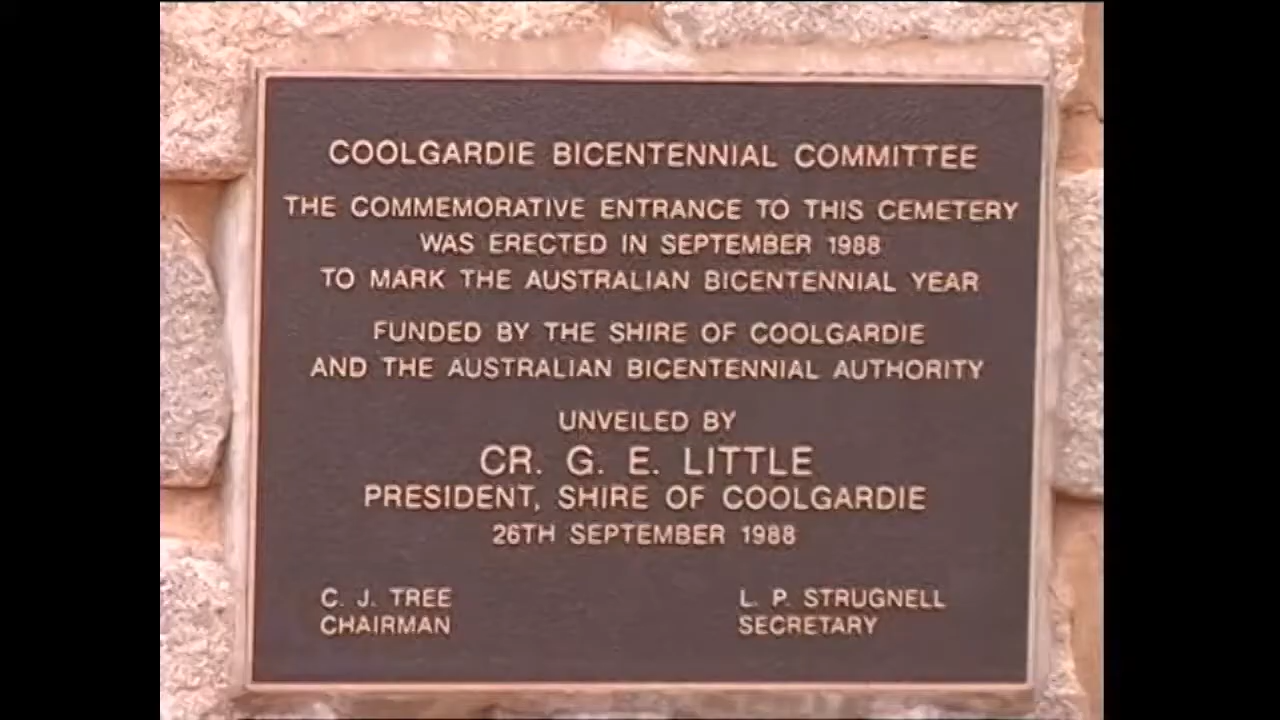 COOLGARDIE BICENTENNIAL COMMITTEE
THE COMMEMORATIVE ENTRANCE TO THIS CEMETERY
WAS ERECTED IN SEPTEMBER 1988
TO MARK THE AUSTRALIAN BICENTENNIAL YEAR
FUNDED BY THE SHIRE OF COOLGARDIE
AND THE AUSTRALIAN BICENTENNIAL AUTHORITY
UNVEILED BY
CR. G. E. LITTLE
PRESIDENT, SHIRE OF COOLGARDIE
26TH SEPTEMBER 1988
C. J. TREE
CHAIRMAN
L. P. STRUGNELL
SECRETARY